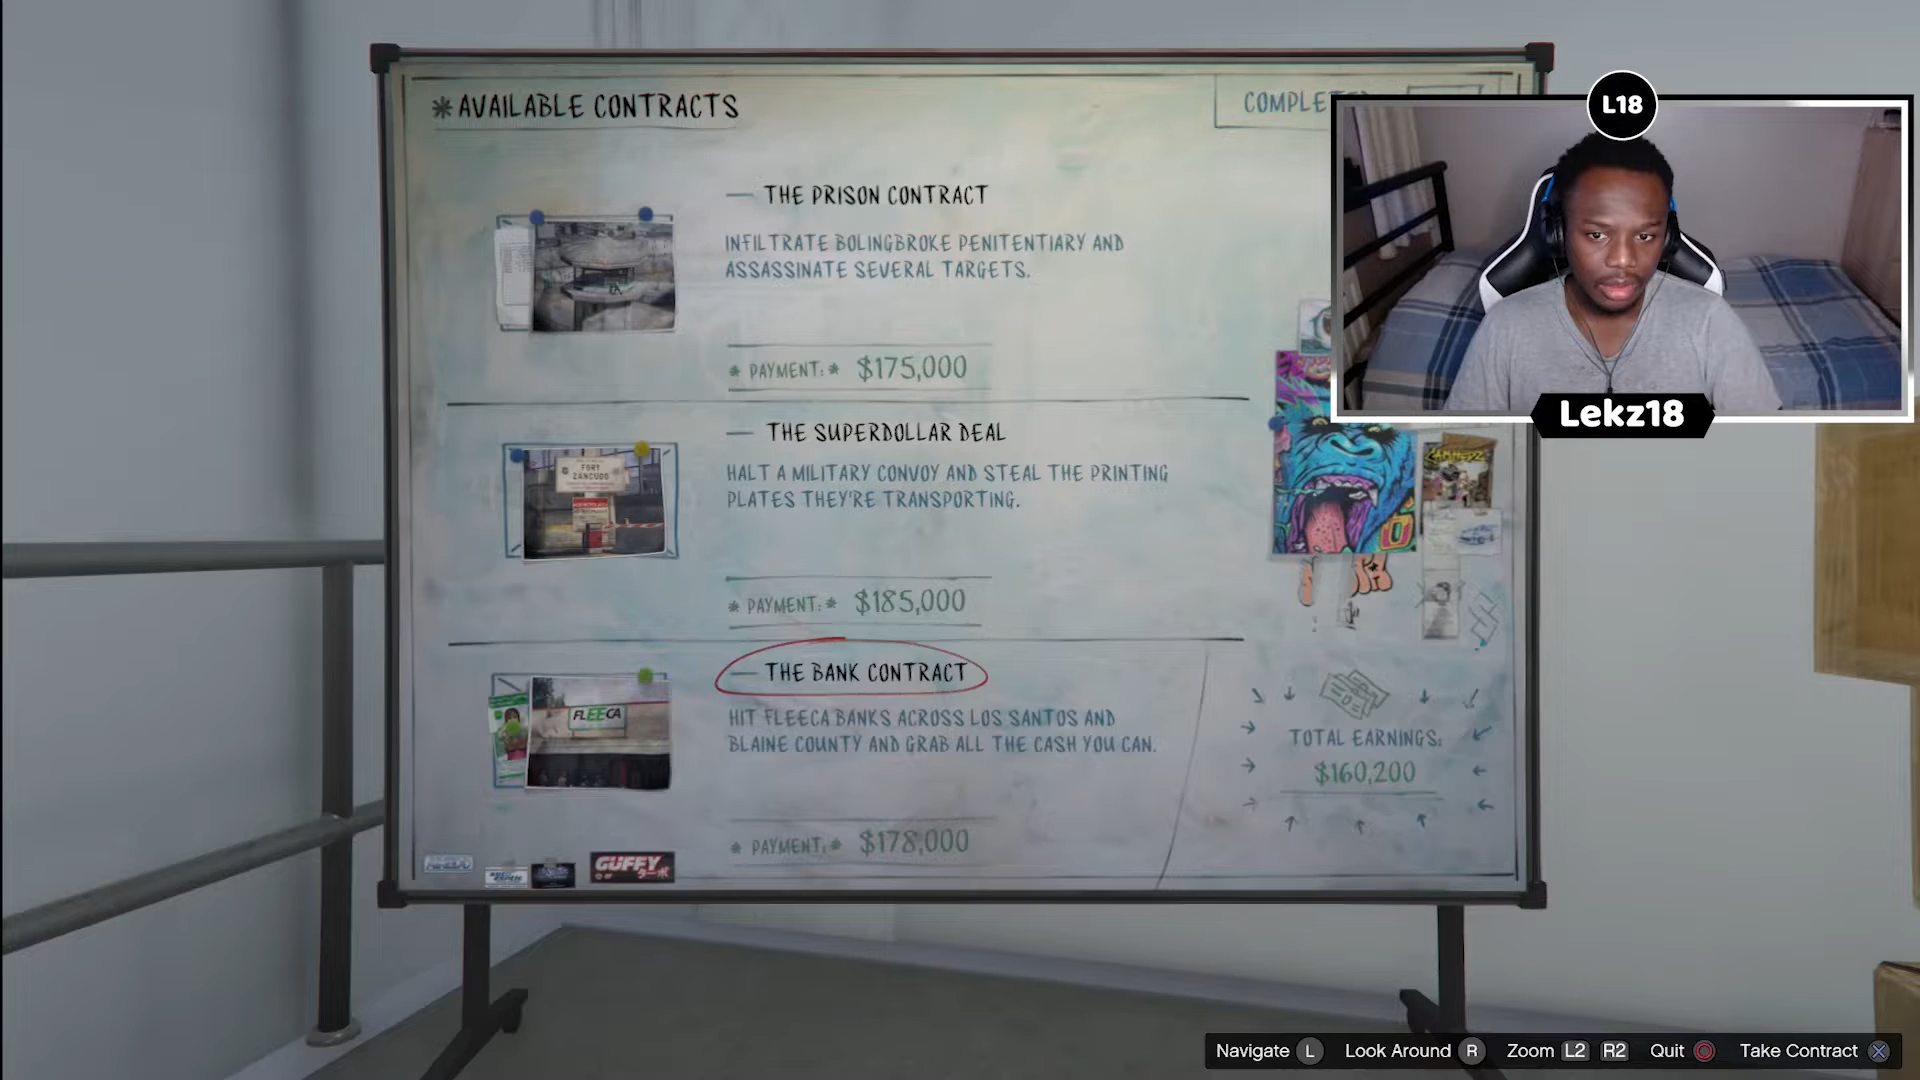 *AVAILABLE CONTRACTS
COMPLETE
L18
Lekz18
— THE PRISON CONTRACT
INFILTRATE BOLINGBROKE PENITENTIARY AND
ASSASSINATE SEVERAL TARGETS.
* PAYMENT: * $175,000
— THE SUPERDOLLAR DEAL
HALT A MILITARY CONVOY AND STEAL THE PRINTING
PLATES THEY'RE TRANSPORTING.
FORT
ZANCUDO
* PAYMENT: * $185,000
— THE BANK CONTRACT
HIT FLEECA BANKS ACROSS LOS SANTOS AND
BLAINE COUNTY AND GRAB ALL THE CASH YOU CAN.
FLEECA
* PAYMENT: * $178,000
TOTAL EARNINGS:
$160,200
GUFFY
Navigate L Look Around R Zoom L2 R2 Quit Take Contract